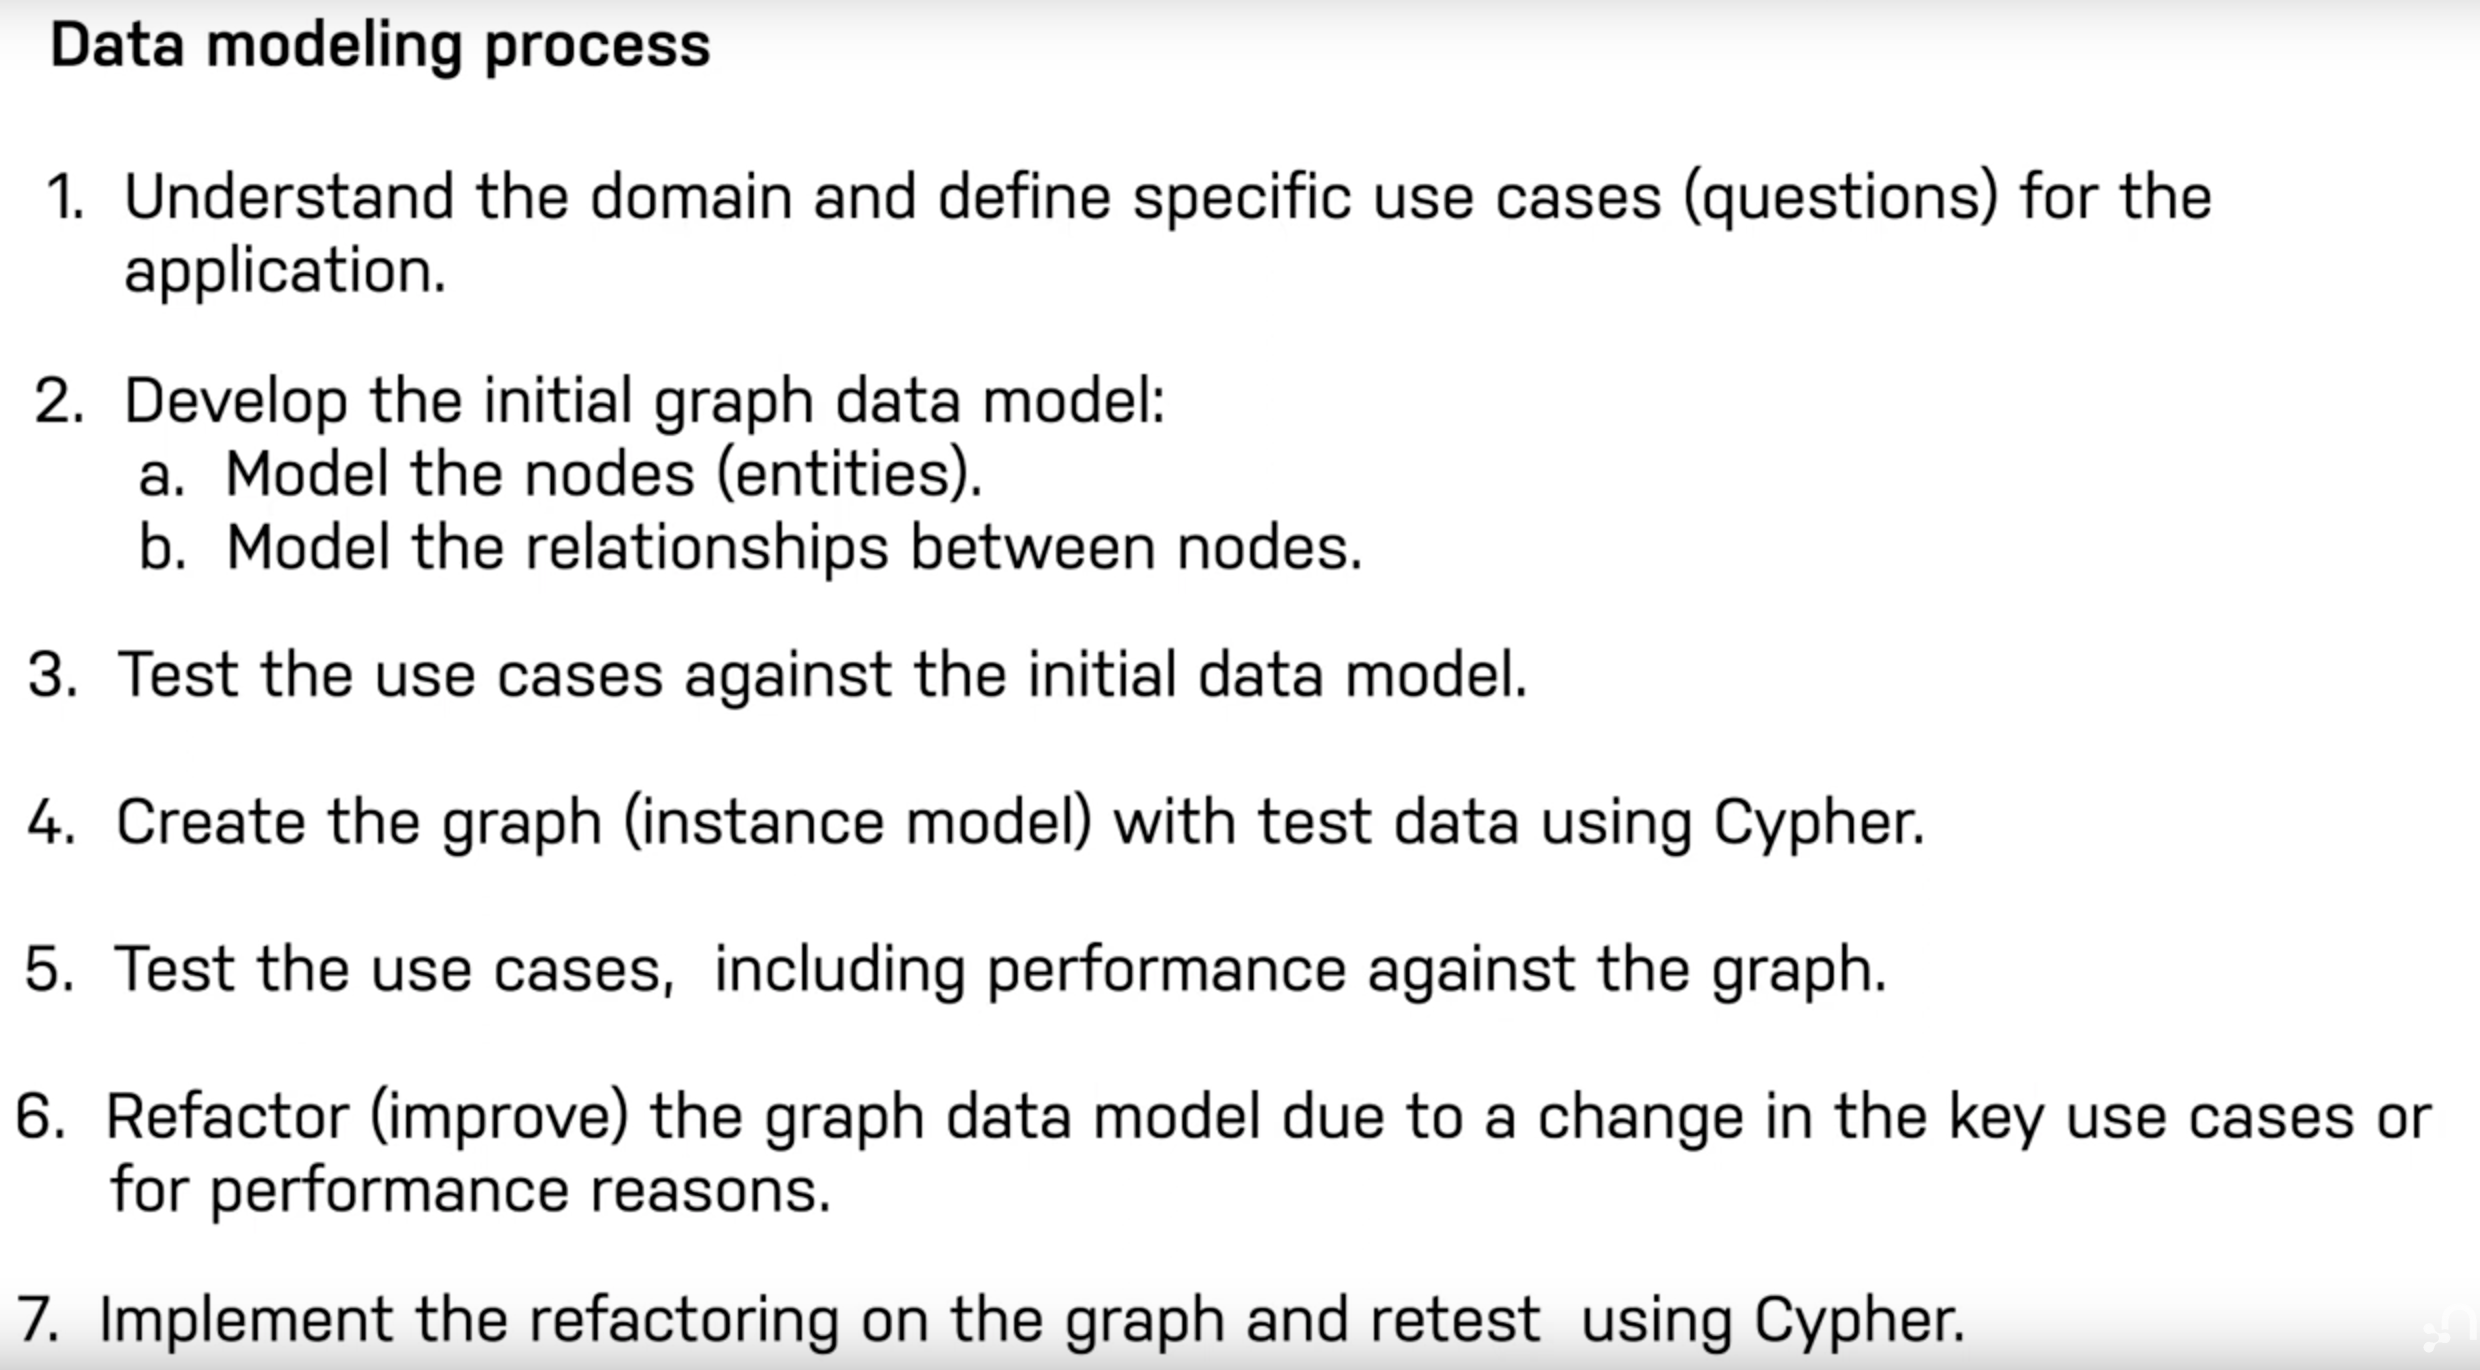 Data modeling process
1. Understand the domain and define specific use cases (questions) for the
application.
2. Develop the initial graph data model:
a. Model the nodes (entities).
b. Model the relationships between nodes.
3. Test the use cases against the initial data model.
4. Create the graph (instance model) with test data using Cypher.
5. Test the use cases, including performance against the graph.
6. Refactor (improve) the graph data model due to a change in the key use cases or
for performance reasons.
7. Implement the refactoring on the graph and retest using Cypher.